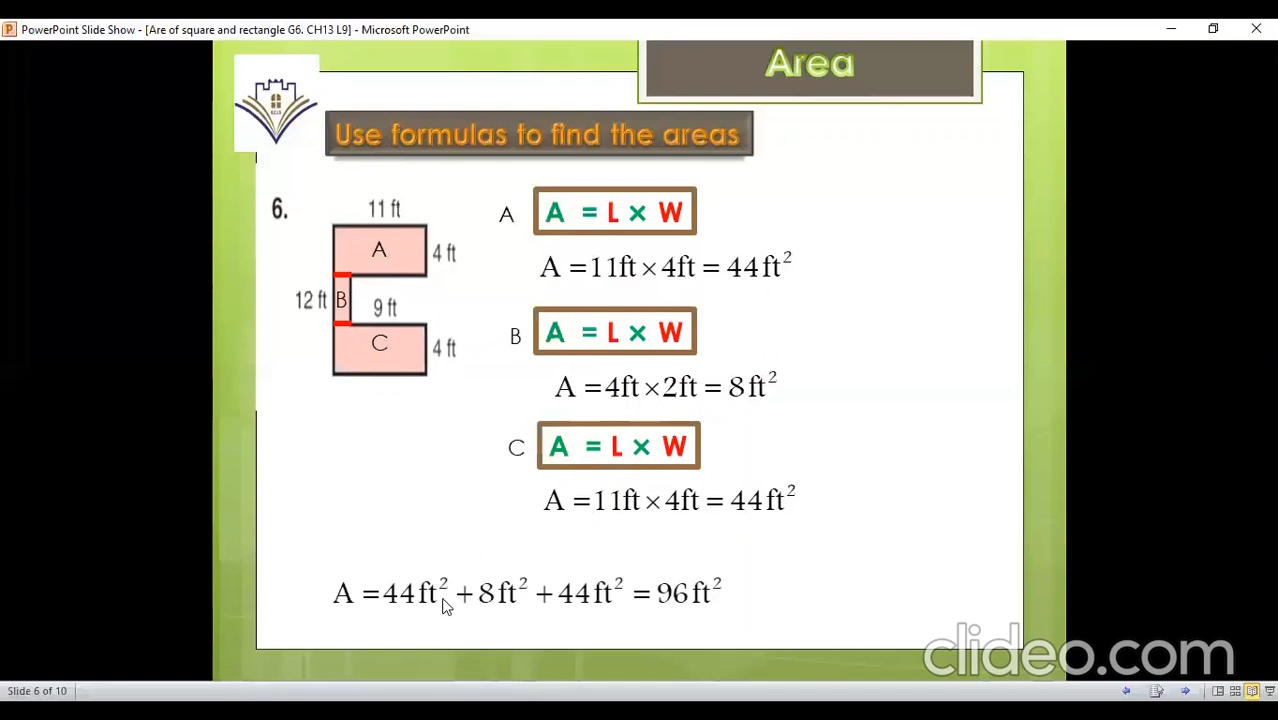 PowerPoint Slide Show - [Are of square and rectangle G6. CH13 L9] - Microsoft PowerPoint
Area
Use formulas to find the areas
6.
11 ft
A
4 ft
12 ft
B
9 ft
C
4 ft
A
A = L × W
A = 11ft × 4ft = 44ft²
B
A = L × W
A = 4ft × 2ft = 8ft²
C
A = L × W
A = 11ft × 4ft = 44ft²
A = 44ft² + 8ft² + 44ft² = 96ft²
clideo.com
Slide 6 of 10